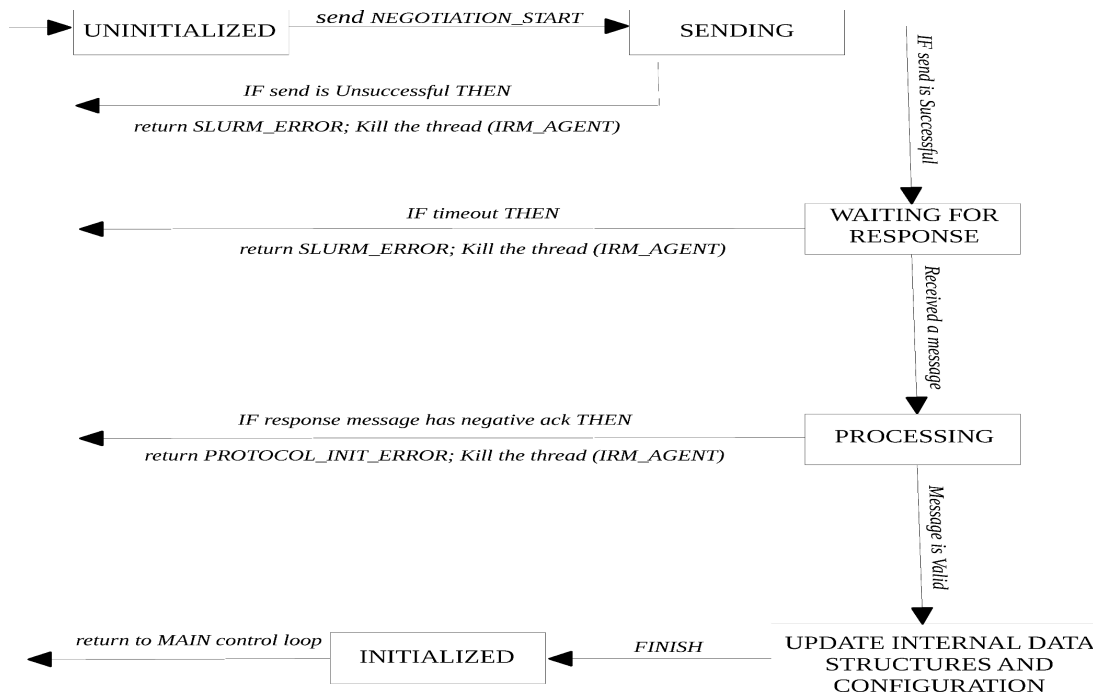 UNINITIALIZED
send NEGOTIATION_START
SENDING
IF send is Successful
IF send is Unsuccessful THEN
return SLURM_ERROR; Kill the thread (IRM_AGENT)
WAITING FOR
RESPONSE
IF timeout THEN
return SLURM_ERROR; Kill the thread (IRM_AGENT)
Received a message
PROCESSING
IF response message has negative ack THEN
return PROTOCOL_INIT_ERROR; Kill the thread (IRM_AGENT)
Message is Valid
UPDATE INTERNAL DATA
STRUCTURES AND
CONFIGURATION
FINISH
INITIALIZED
return to MAIN control loop